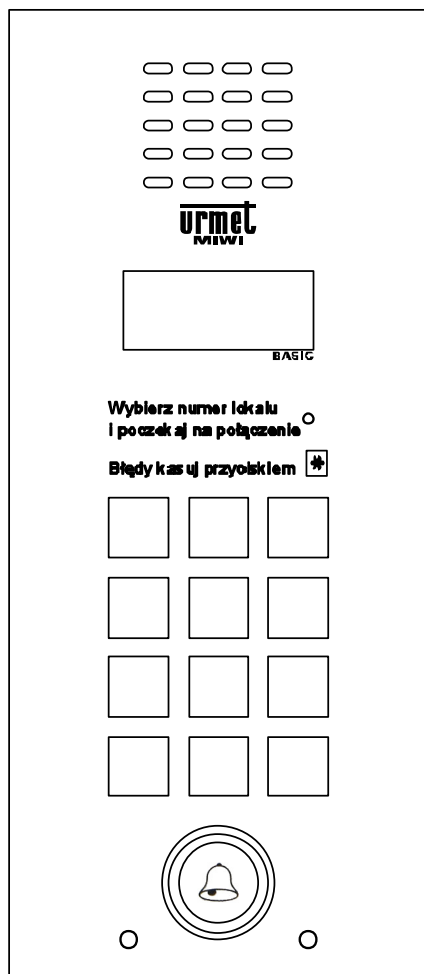 urmet
MIWI
BASIC
Wybierz numer lokalu
i poczekaj na połączenie
Błędy kasuj przyciskiem *